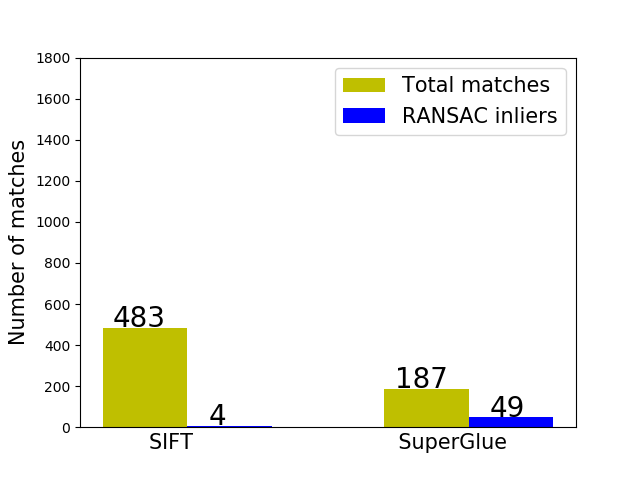 1800
1600
1400
1200
1000
800
600
400
200
0
Number of matches
Total matches
RANSAC inliers
483
4
187
49
SIFT
SuperGlue